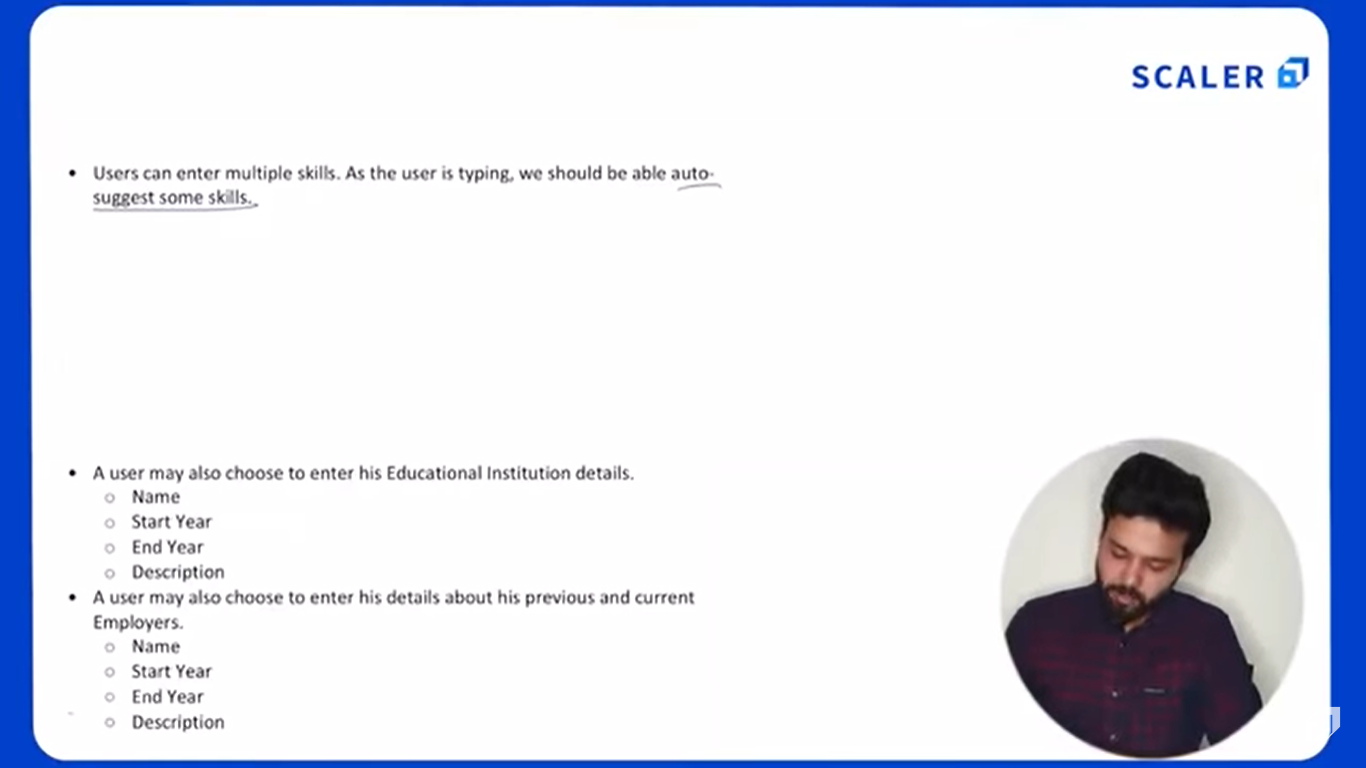 SCALER
• Users can enter multiple skills. As the user is typing, we should be able auto-
suggest some skills.
• A user may also choose to enter his Educational Institution details.
○ Name
○ Start Year
○ End Year
○ Description
• A user may also choose to enter his details about his previous and current
Employers.
○ Name
○ Start Year
○ End Year
○ Description